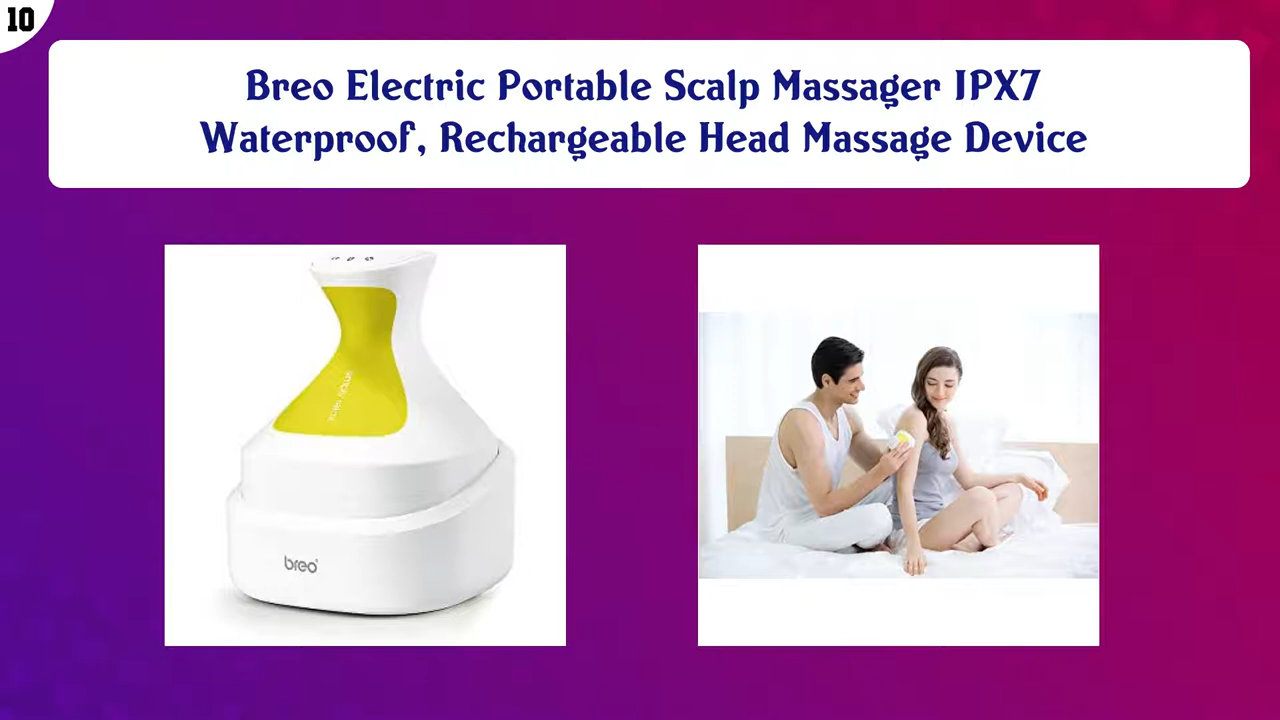 10
Breo Electric Portable Scalp Massager IPX7
Waterproof, Rechargeable Head Massage Device
breo